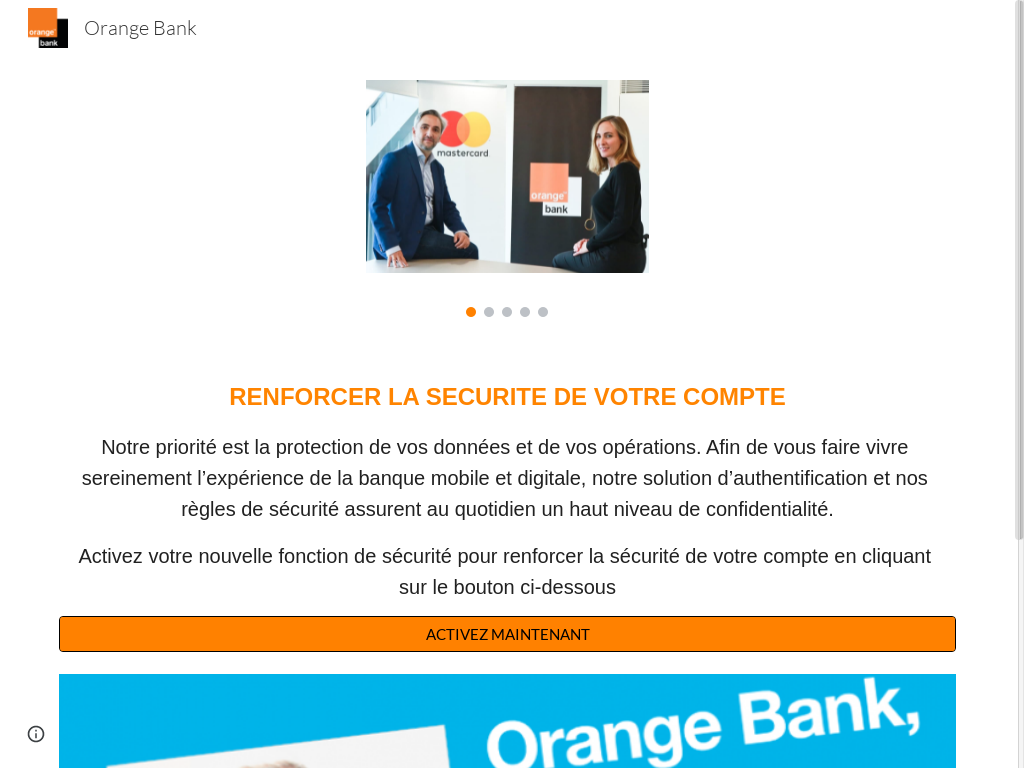 orange
bank
Orange Bank
mastercard
orange
bank
RENFORCER LA SECURITE DE VOTRE COMPTE
Notre priorité est la protection de vos données et de vos opérations. Afin de vous faire vivre
sereinement l’expérience de la banque mobile et digitale, notre solution d’authentification et nos
règles de sécurité assurent au quotidien un haut niveau de confidentialité.
Activez votre nouvelle fonction de sécurité pour renforcer la sécurité de votre compte en cliquant
sur le bouton ci-dessous
ACTIVEZ MAINTENANT
Orange Bank,